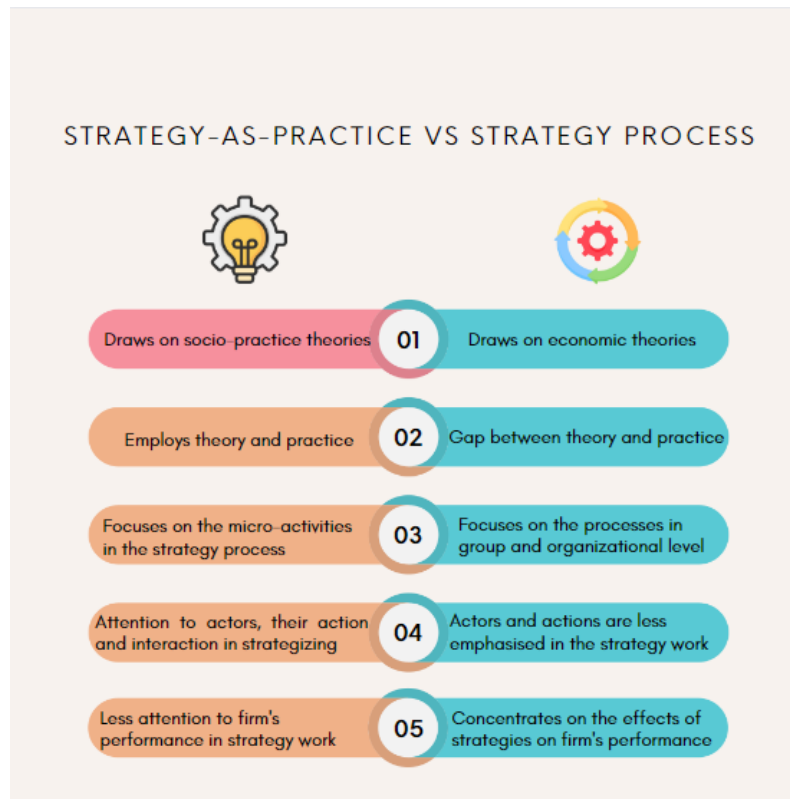 STRATEGY-AS-PRACTICE VS STRATEGY PROCESS
Draws on socio-practice theories
01
Draws on economic theories
Employs theory and practice
02
Gap between theory and practice
Focuses on the micro-activities
in the strategy process
03
Focuses on the processes in
group and organizational level
Attention to actors, their action
and interaction in strategizing
04
Actors and actions are less
emphasised in the strategy work
Less attention to firm's
performance in strategy work
05
Concentrates on the effects of
strategies on firm's performance